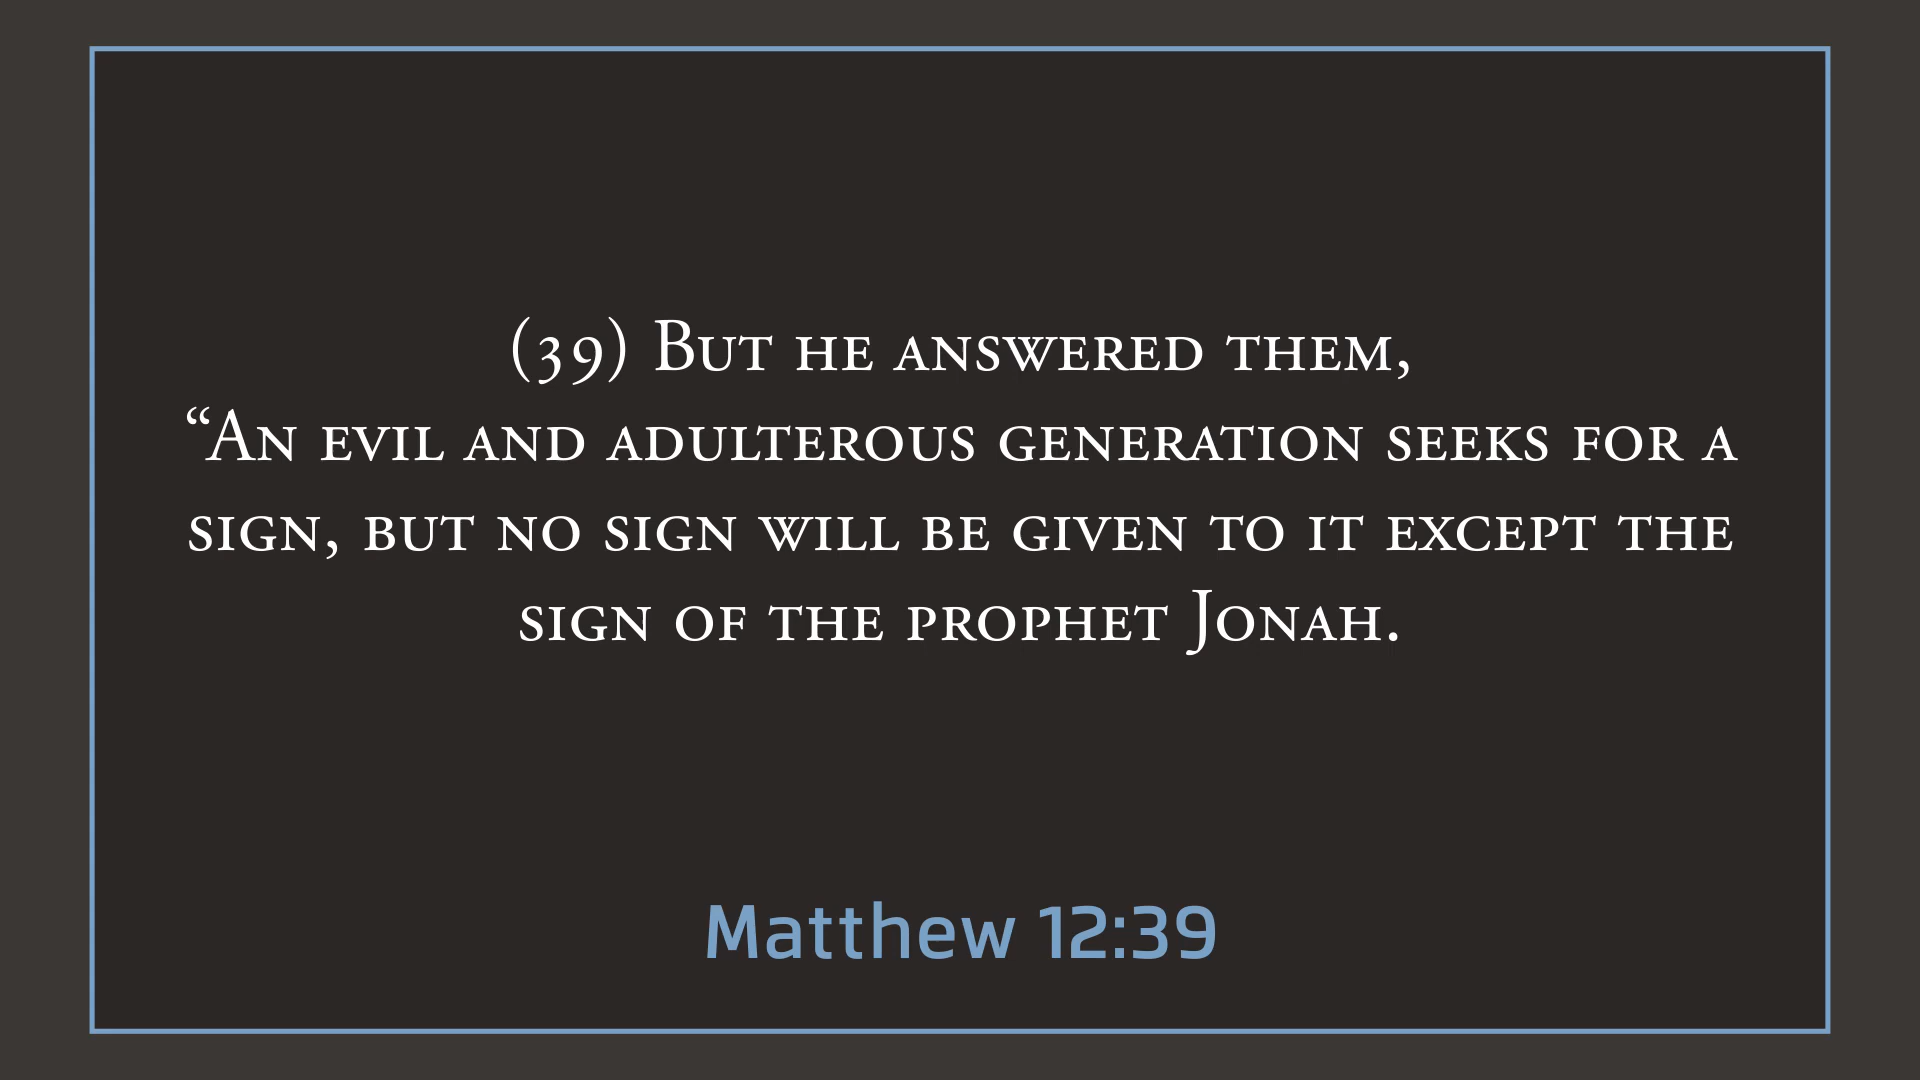 (39) But he answered them,
“An evil and adulterous generation seeks for a
sign, but no sign will be given to it except the
sign of the prophet Jonah.
Matthew 12:39